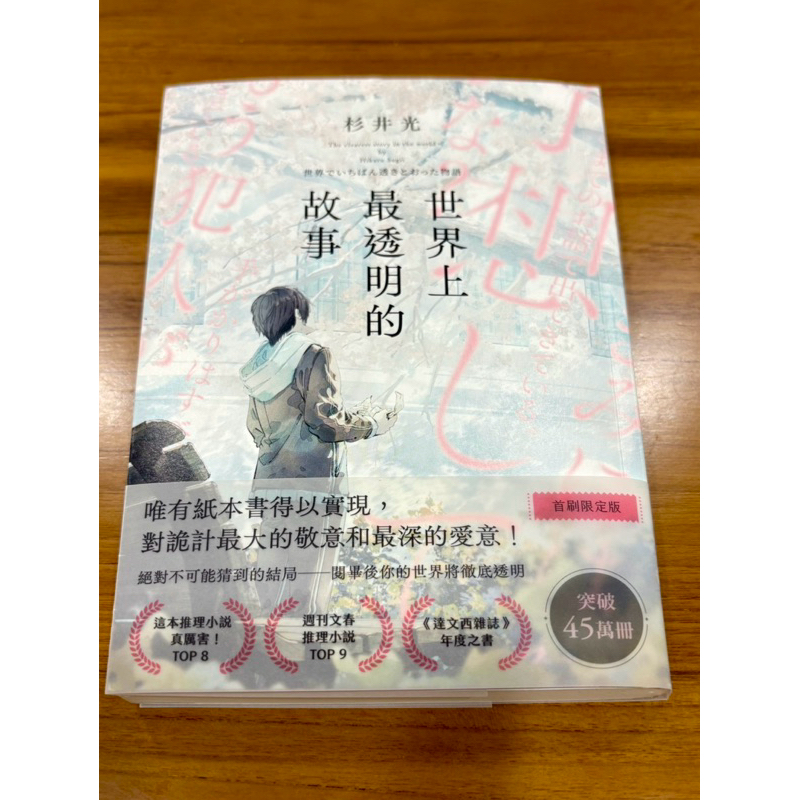 杉井光
The clearest story in the world
by
Hikaru Sugii
世界でいちばん透きとおった物語
世界上
最透明的
故事
唯有紙本書得以實現，
對詭計最大的敬意和最深的愛意！
首刷限定版
絕對不可能猜到的結局——閱畢後你的世界將徹底透明
這本推理小說
真厲害！
TOP 8
週刊文春
推理小說
TOP 9
《達文西雜誌》
年度之書
突破
45萬冊